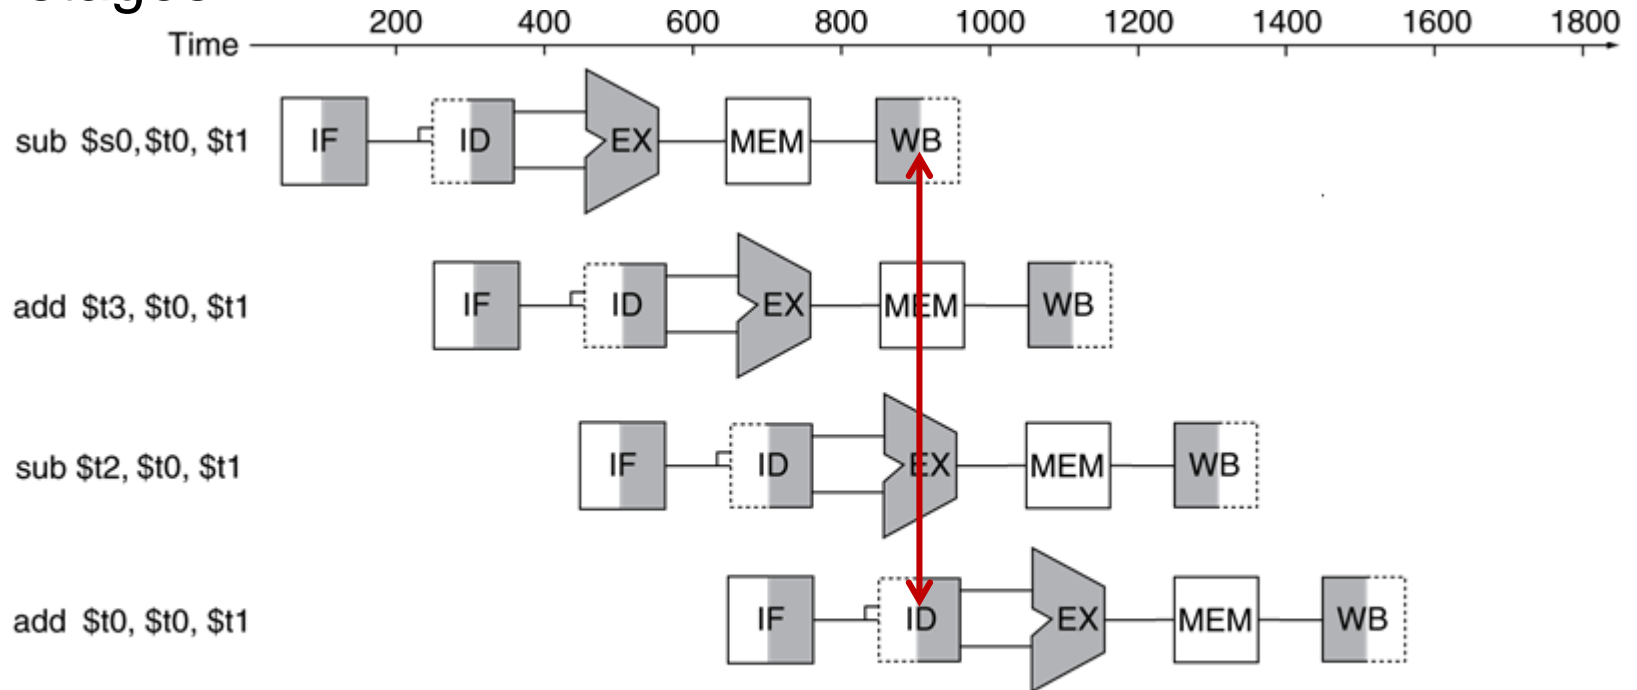 stages
200 400 600 800 1000 1200 1400 1600 1800
Time
sub $s0,$t0, $t1 IF ID EX MEM WB
add $t3, $t0, $t1 IF ID EX MEM WB
sub $t2, $t0, $t1 IF ID EX MEM WB
add $t0, $t0, $t1 IF ID EX MEM WB